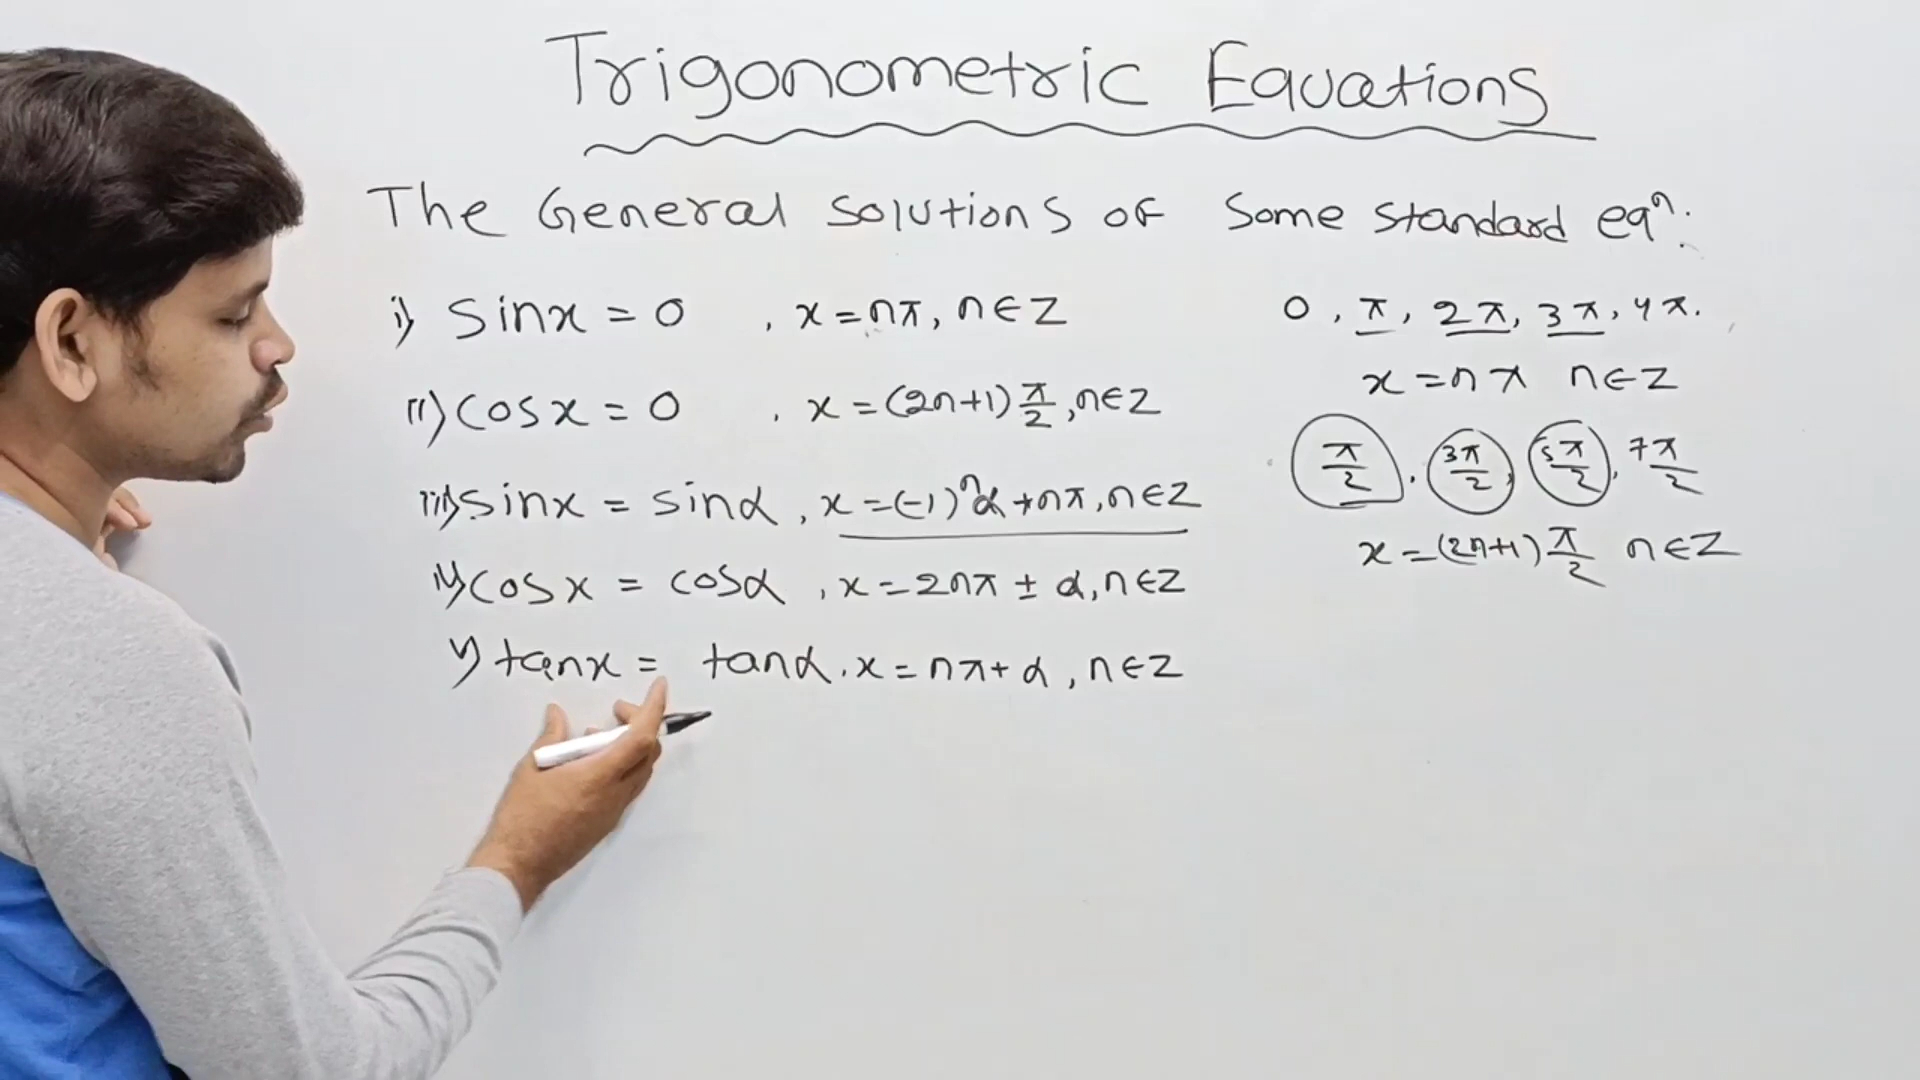 Trigonometric Equations
The General solutions of Some standard eqⁿ.
i) sinx = 0 , x = nπ, n∈Z
ii) cosx = 0 , x = (2n+1) π/2, n∈Z
iii) sinx = sinα, x = (-1)ⁿα + nπ, n∈Z
iv) cosx = cosα, x = 2nπ ± α, n∈Z
v) tanx = tanα. x = nπ + α, n∈Z
0, π, 2π, 3π, 4π.
x = nπ n∈Z
π/2, 3π/2, 5π/2, 7π/2
x = (2n+1) π/2 n∈Z